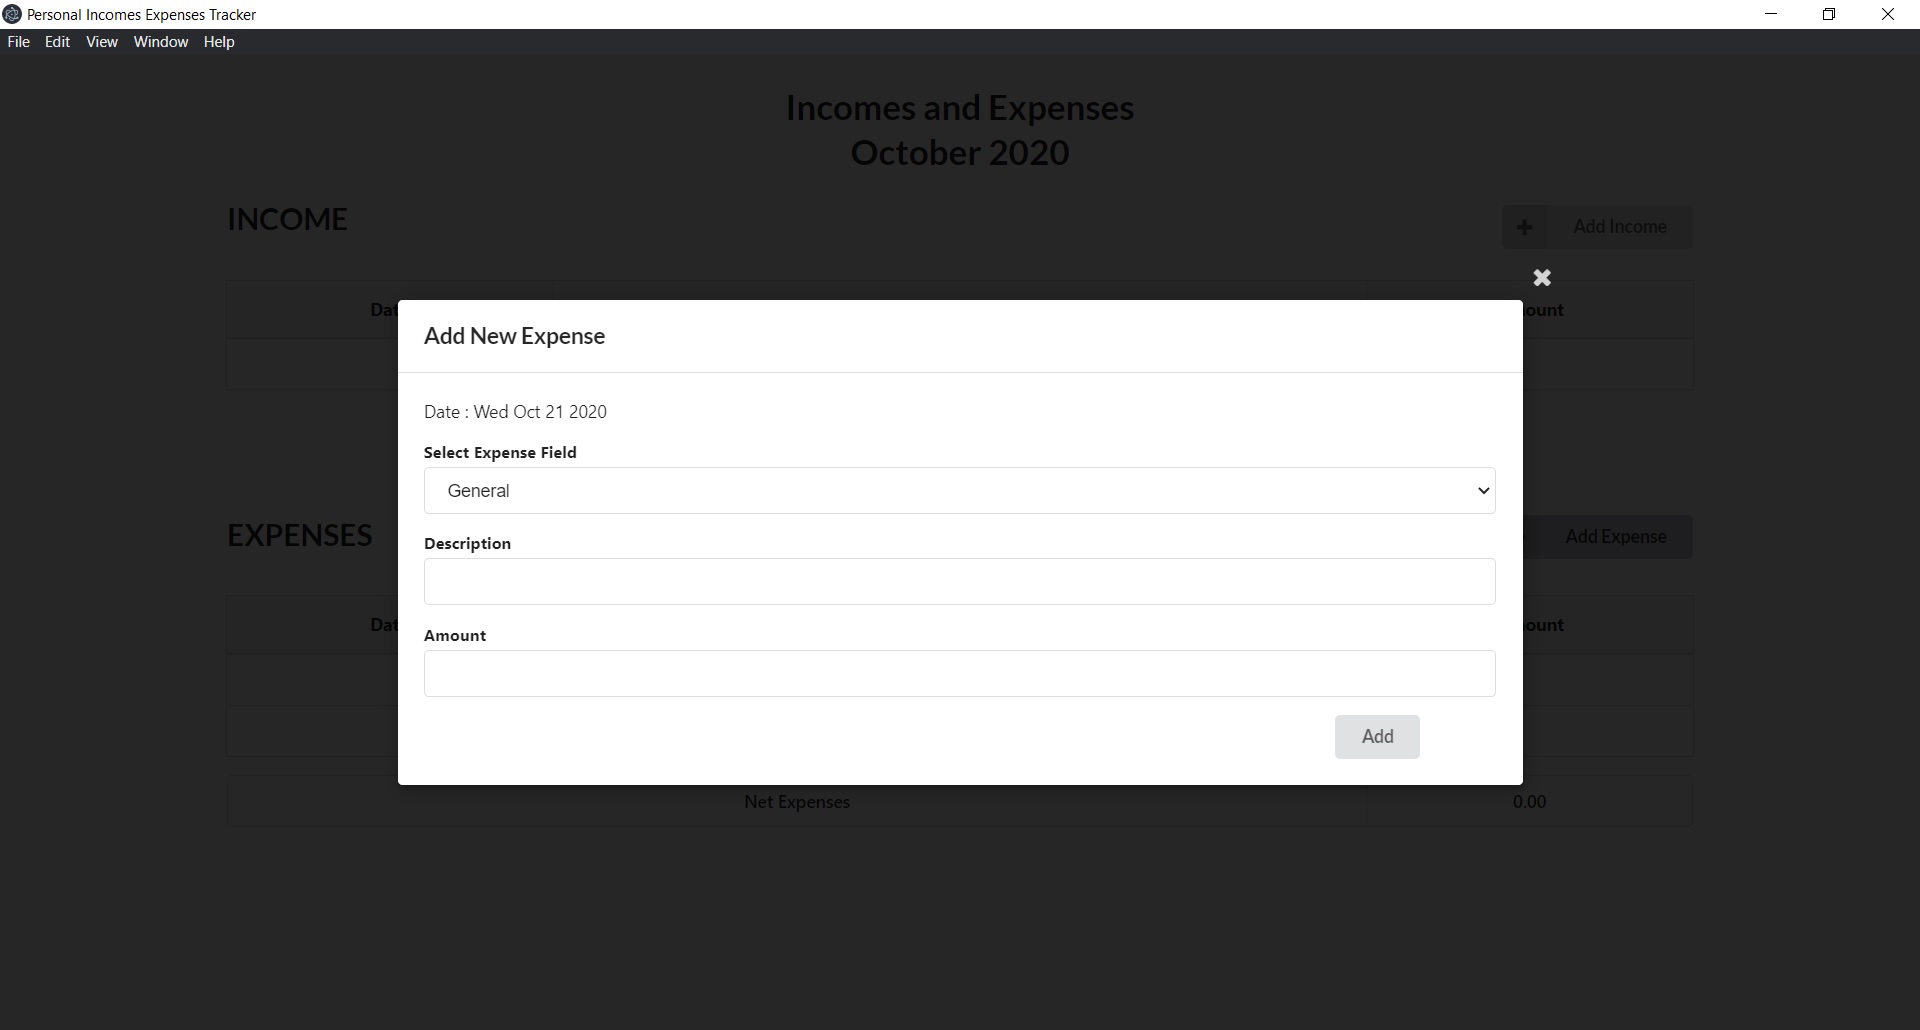 Personal Incomes Expenses Tracker
File Edit View Window Help
Incomes and Expenses
October 2020
INCOME
Add Income
Dat
ount
Add New Expense
Date : Wed Oct 21 2020
Select Expense Field
General
EXPENSES
Add Expense
Description
Dat
ount
Amount
Add
Net Expenses 0.00